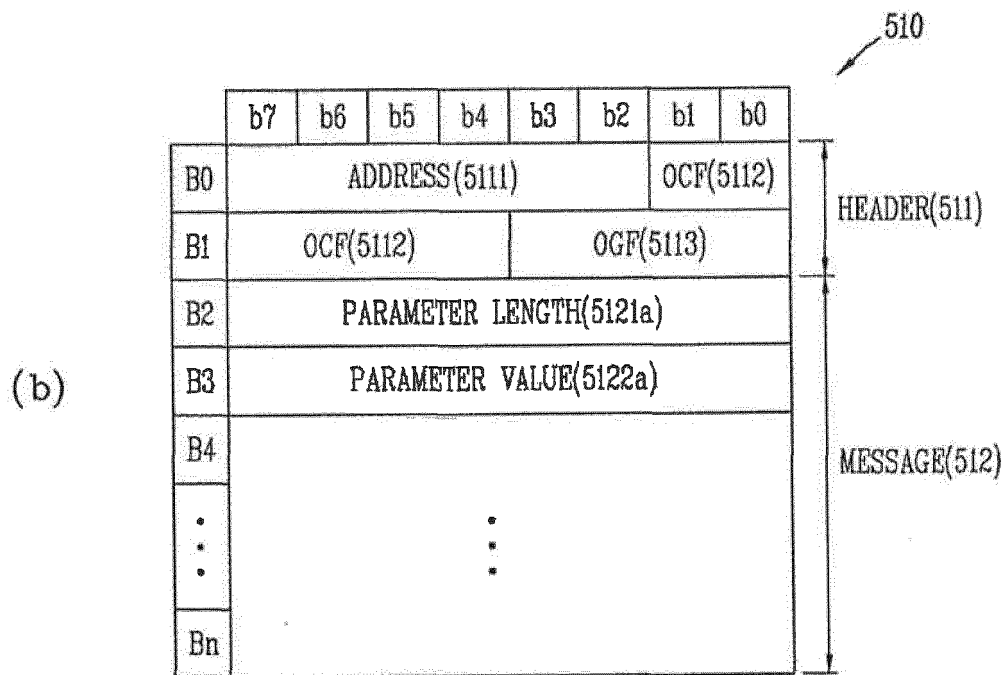 510
b7 b6 b5 b4 b3 b2 b1 b0
B0 ADDRESS(5111) OCF(5112)
HEADER(511)
B1 OCF(5112) OGF(5113)
B2 PARAMETER LENGTH(5121a)
(b)
B3 PARAMETER VALUE(5122a)
B4
MESSAGE(512)
Bn